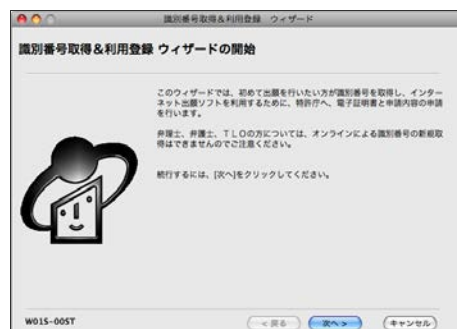 識別番号取得＆利用登録 ウィザード
識別番号取得＆利用登録 ウィザードの開始
このウィザードでは、初めて出願を行いたい方が識別番号を取得し、インター
ネット出願ソフトを利用するために、特許庁へ、電子証明書と申請内容の申請
を行います。
弁理士、弁護士、ＴＬＯの方については、オンラインによる識別番号の新規取
得はできませんのでご注意ください。
続行するには、[次へ]をクリックしてください。
W01S-00ST
< 戻る
次へ >
キャンセル